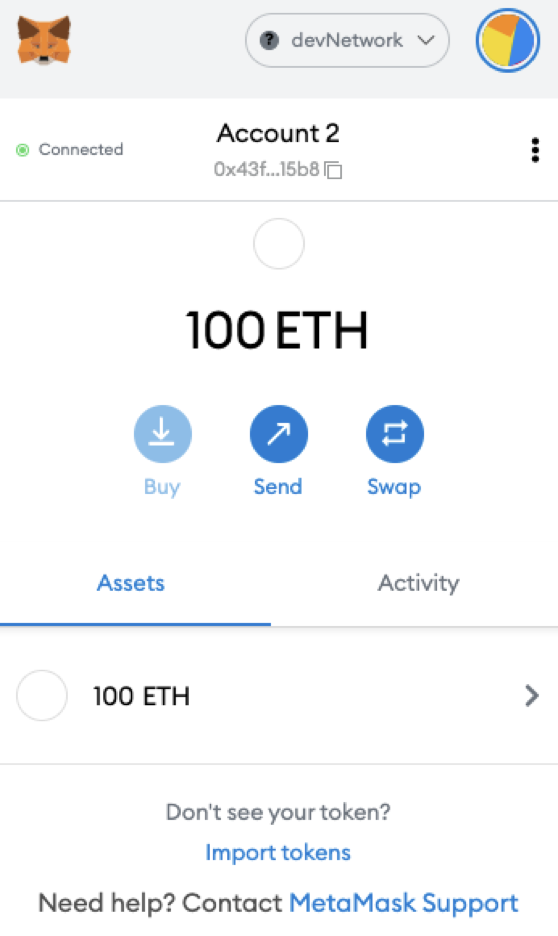 devNetwork
Connected
Account 2
0x43f...15b8
100 ETH
Buy
Send
Swap
Assets
Activity
100 ETH
Don't see your token?
Import tokens
Need help? Contact MetaMask Support